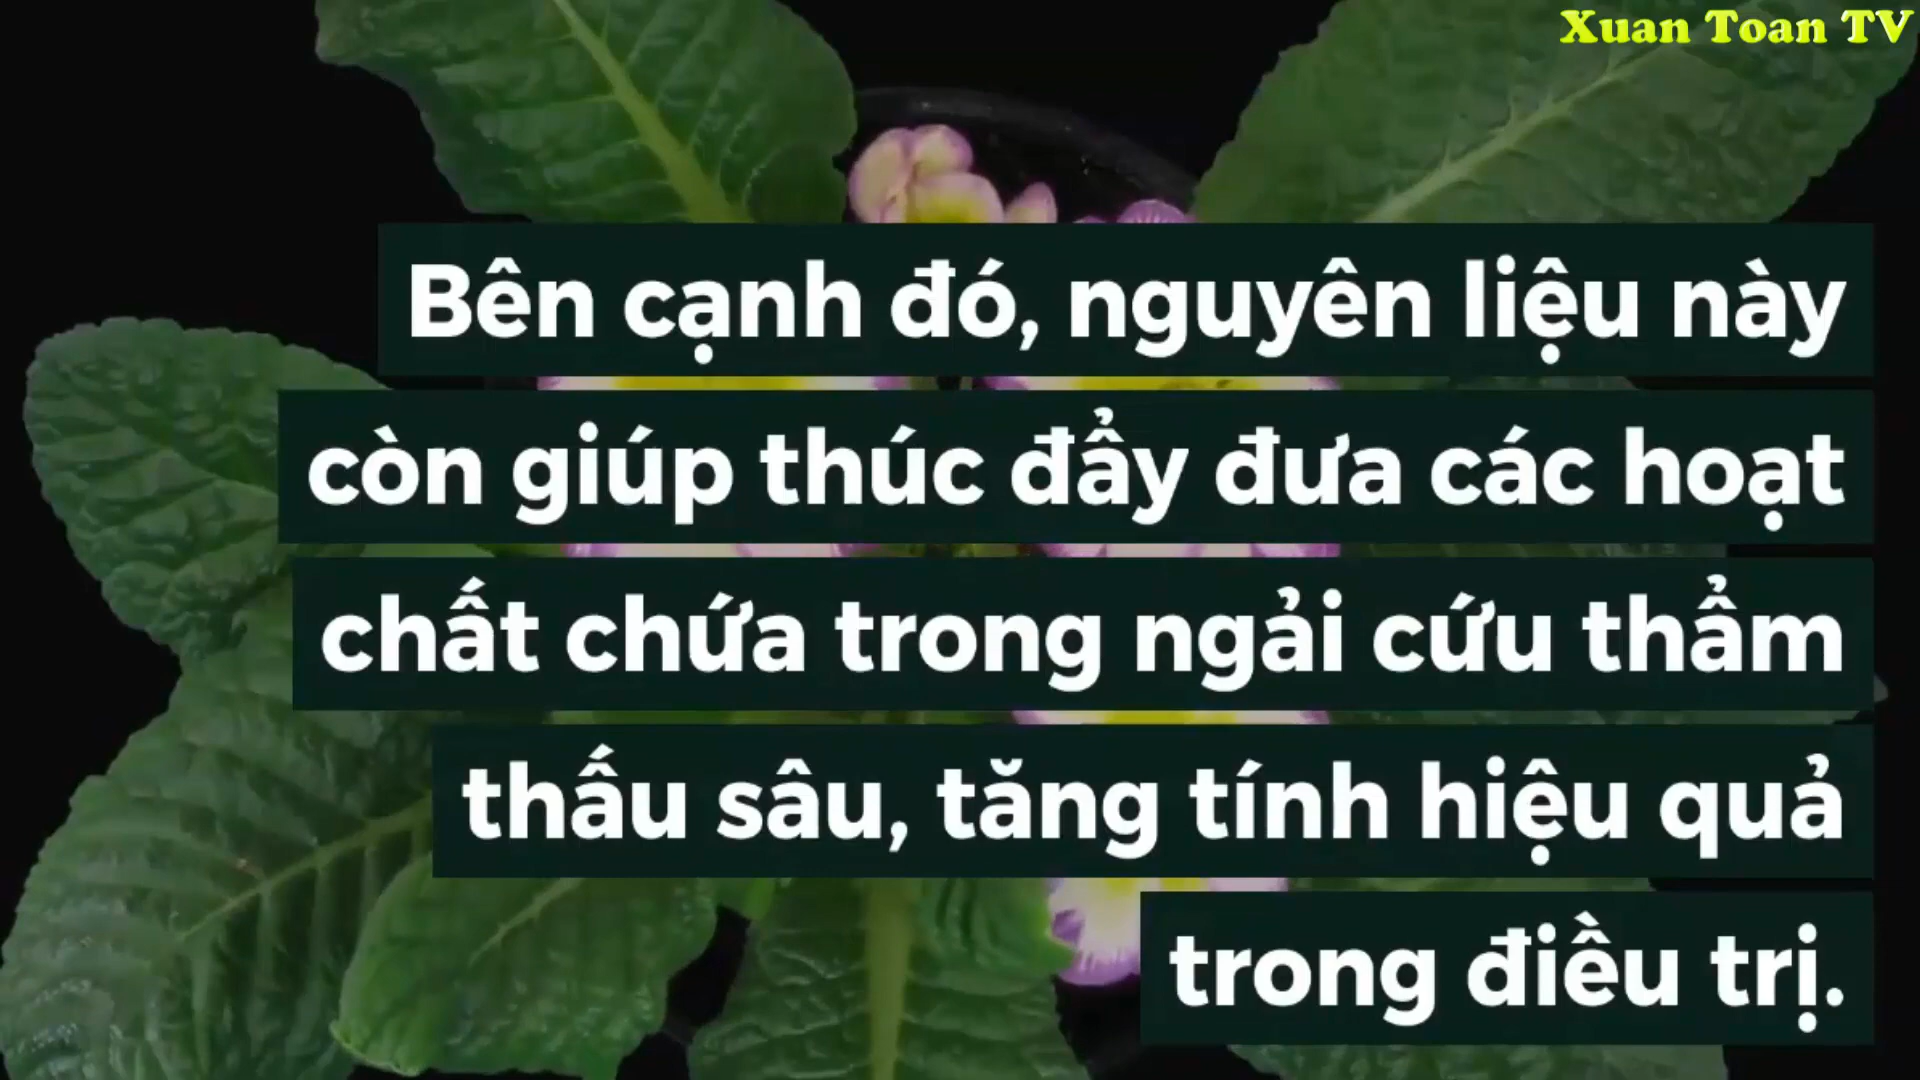 Xuan Toan TV
Bên cạnh đó, nguyên liệu này
còn giúp thúc đẩy đưa các hoạt
chất chứa trong ngải cứu thẩm
thấu sâu, tăng tính hiệu quả
trong điều trị.